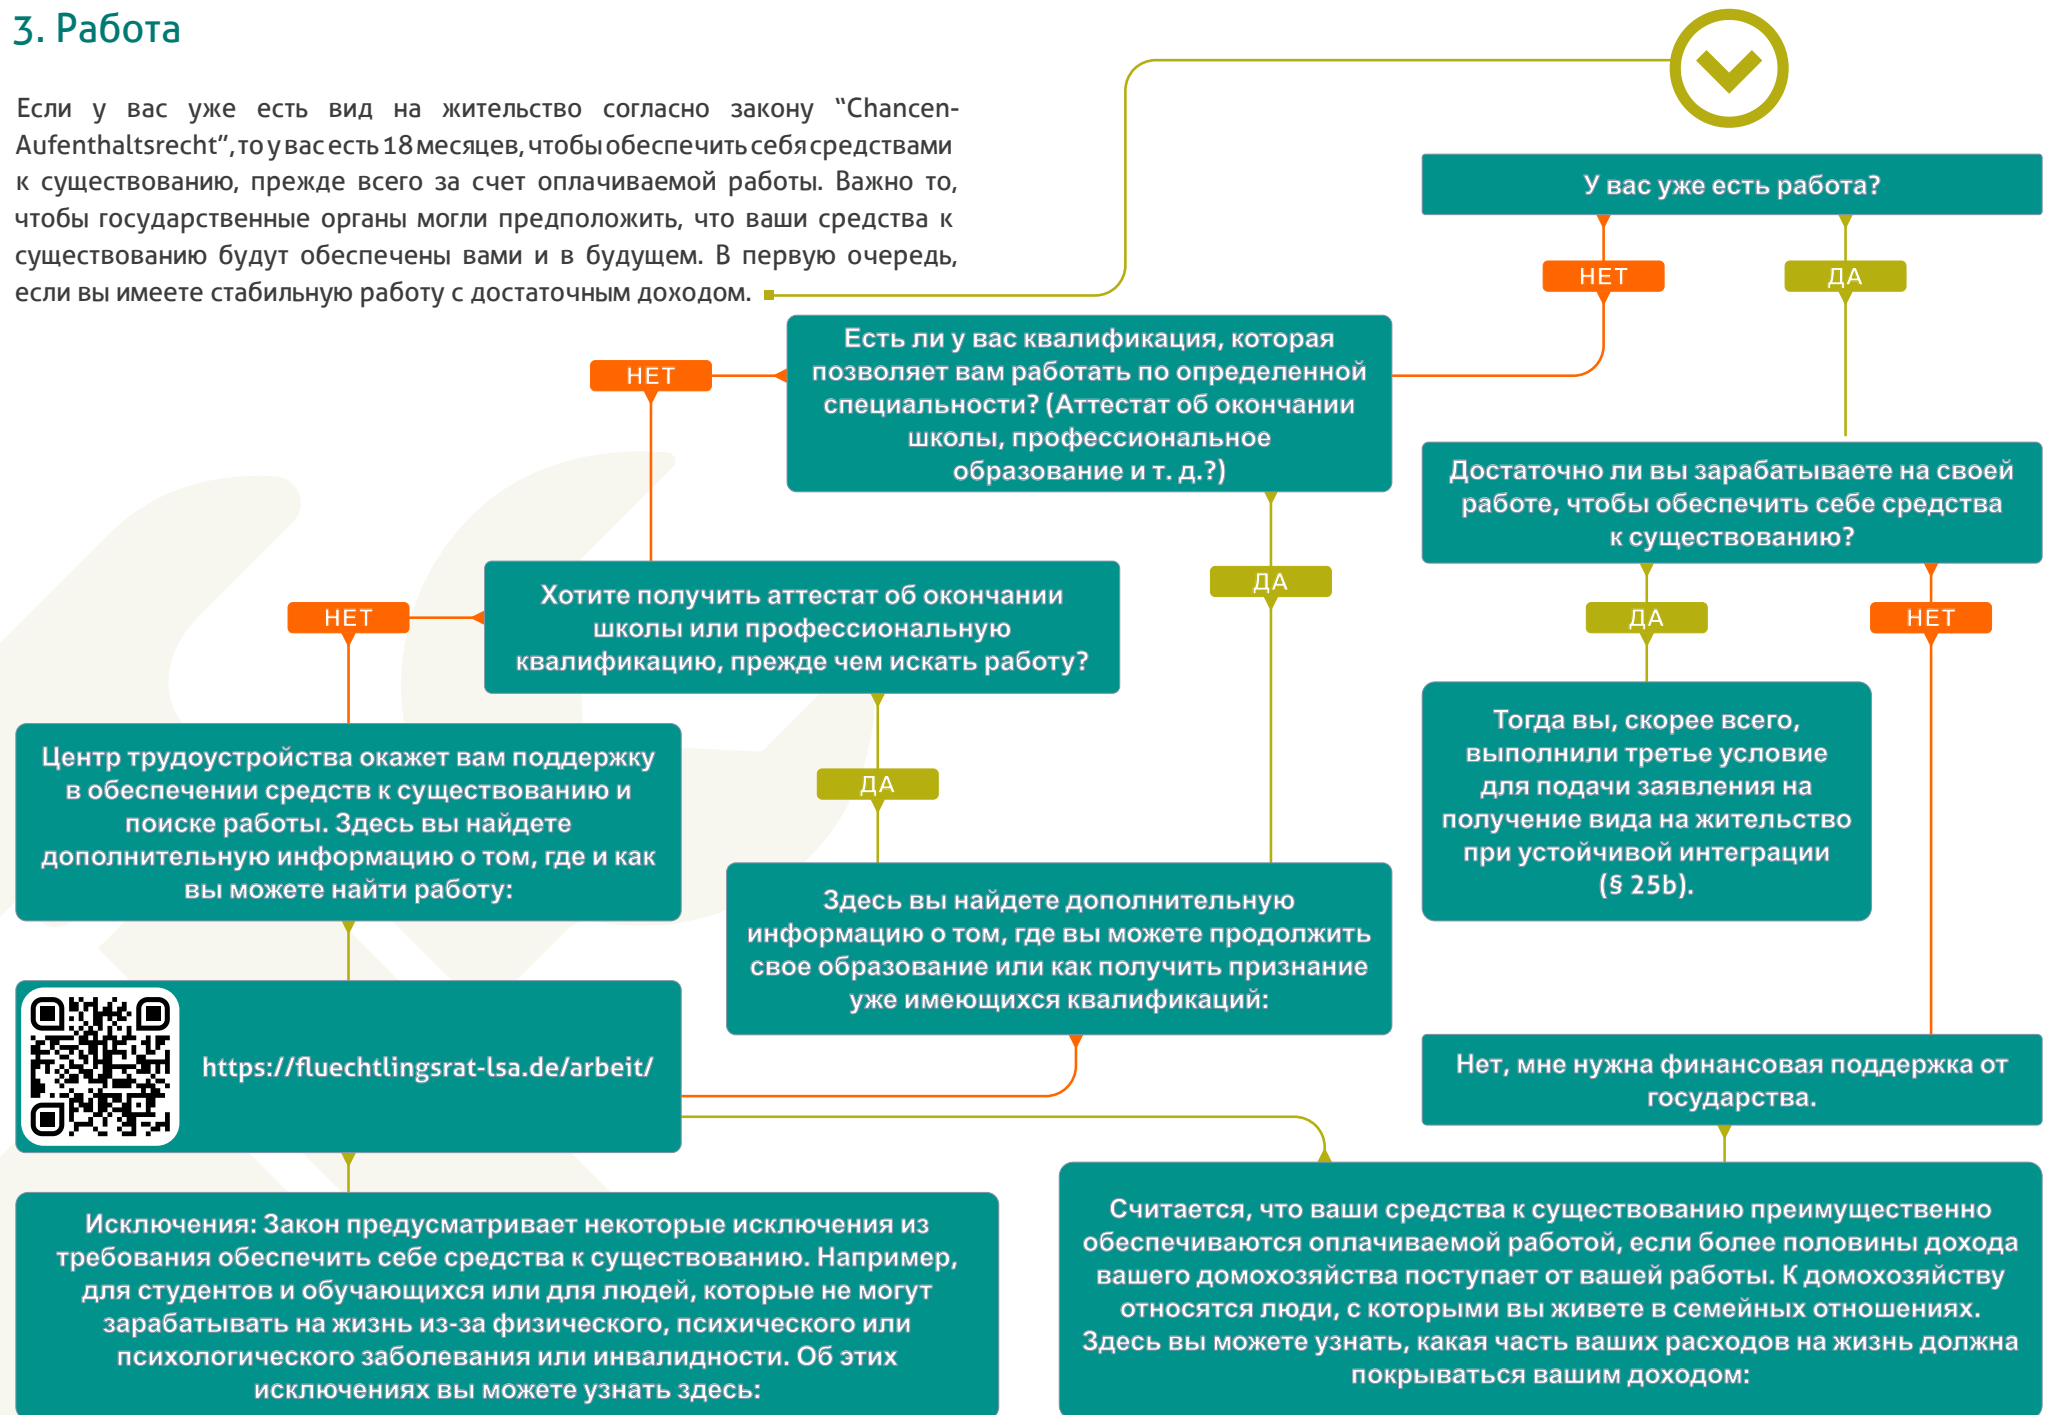 3. Работа
Если у вас уже есть вид на жительство согласно закону “Chancen-
Aufenthaltsrecht”, то у вас есть 18 месяцев, чтобы обеспечить себя средствами
к существованию, прежде всего за счет оплачиваемой работы. Важно то,
чтобы государственные органы могли предположить, что ваши средства к
существованию будут обеспечены вами и в будущем. В первую очередь,
если вы имеете стабильную работу с достаточным доходом.
У вас уже есть работа?
НЕТ
ДА
Есть ли у вас квалификация, которая
позволяет вам работать по определенной
специальности? (Аттестат об окончании
школы, профессиональное
образование и т. д.?)
НЕТ
ДА
Достаточно ли вы зарабатываете на своей
работе, чтобы обеспечить себе средства
к существованию?
ДА
НЕТ
Хотите получить аттестат об окончании
школы или профессиональную
квалификацию, прежде чем искать работу?
НЕТ
ДА
Тогда вы, скорее всего,
выполнили третье условие
для подачи заявления на
получение вида на жительство
при устойчивой интеграции
(§ 25b).
Центр трудоустройства окажет вам поддержку
в обеспечении средств к существованию и
поиске работы. Здесь вы найдете
дополнительную информацию о том, где и как
вы можете найти работу:
Здесь вы найдете дополнительную
информацию о том, где вы можете продолжить
свое образование или как получить признание
уже имеющихся квалификаций:
https://fluechtlingsrat-lsa.de/arbeit/
Нет, мне нужна финансовая поддержка от
государства.
Исключения: Закон предусматривает некоторые исключения из
требования обеспечить себе средства к существованию. Например,
для студентов и обучающихся или для людей, которые не могут
зарабатывать на жизнь из-за физического, психического или
психологического заболевания или инвалидности. Об этих
исключениях вы можете узнать здесь:
Считается, что ваши средства к существованию преимущественно
обеспечиваются оплачиваемой работой, если более половины дохода
вашего домохозяйства поступает от вашей работы. К домохозяйству
относятся люди, с которыми вы живете в семейных отношениях.
Здесь вы можете узнать, какая часть ваших расходов на жизнь должна
покрываться вашим доходом: